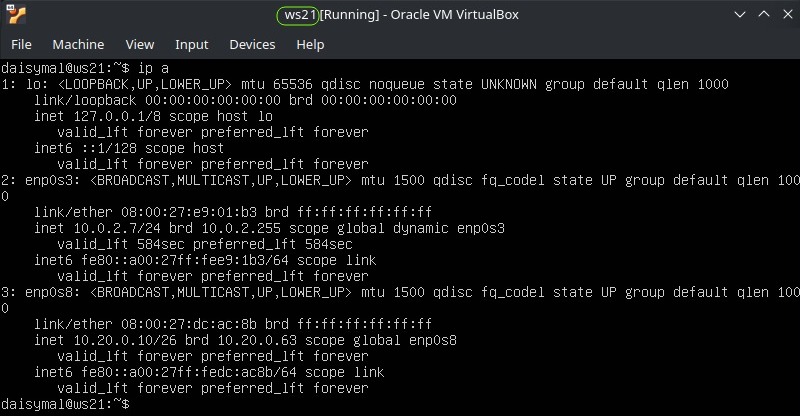 ws21 [Running] - Oracle VM VirtualBox
File Machine View Input Devices Help
daisymal@ws21:~$ ip a
1: lo: <LOOPBACK,UP,LOWER_UP> mtu 65536 qdisc noqueue state UNKNOWN group default qlen 1000
    link/loopback 00:00:00:00:00:00 brd 00:00:00:00:00:00
    inet 127.0.0.1/8 scope host lo
       valid_lft forever preferred_lft forever
    inet6 ::1/128 scope host
       valid_lft forever preferred_lft forever
2: enp0s3: <BROADCAST,MULTICAST,UP,LOWER_UP> mtu 1500 qdisc fq_codel state UP group default qlen 100
0
    link/ether 08:00:27:e9:01:b3 brd ff:ff:ff:ff:ff:ff
    inet 10.0.2.7/24 brd 10.0.2.255 scope global dynamic enp0s3
       valid_lft 584sec preferred_lft 584sec
    inet6 fe80::a00:27ff:fee9:1b3/64 scope link
       valid_lft forever preferred_lft forever
3: enp0s8: <BROADCAST,MULTICAST,UP,LOWER_UP> mtu 1500 qdisc fq_codel state UP group default qlen 100
0
    link/ether 08:00:27:dc:ac:8b brd ff:ff:ff:ff:ff:ff
    inet 10.20.0.10/26 brd 10.20.0.63 scope global enp0s8
       valid_lft forever preferred_lft forever
    inet6 fe80::a00:27ff:fedc:ac8b/64 scope link
       valid_lft forever preferred_lft forever
daisymal@ws21:~$